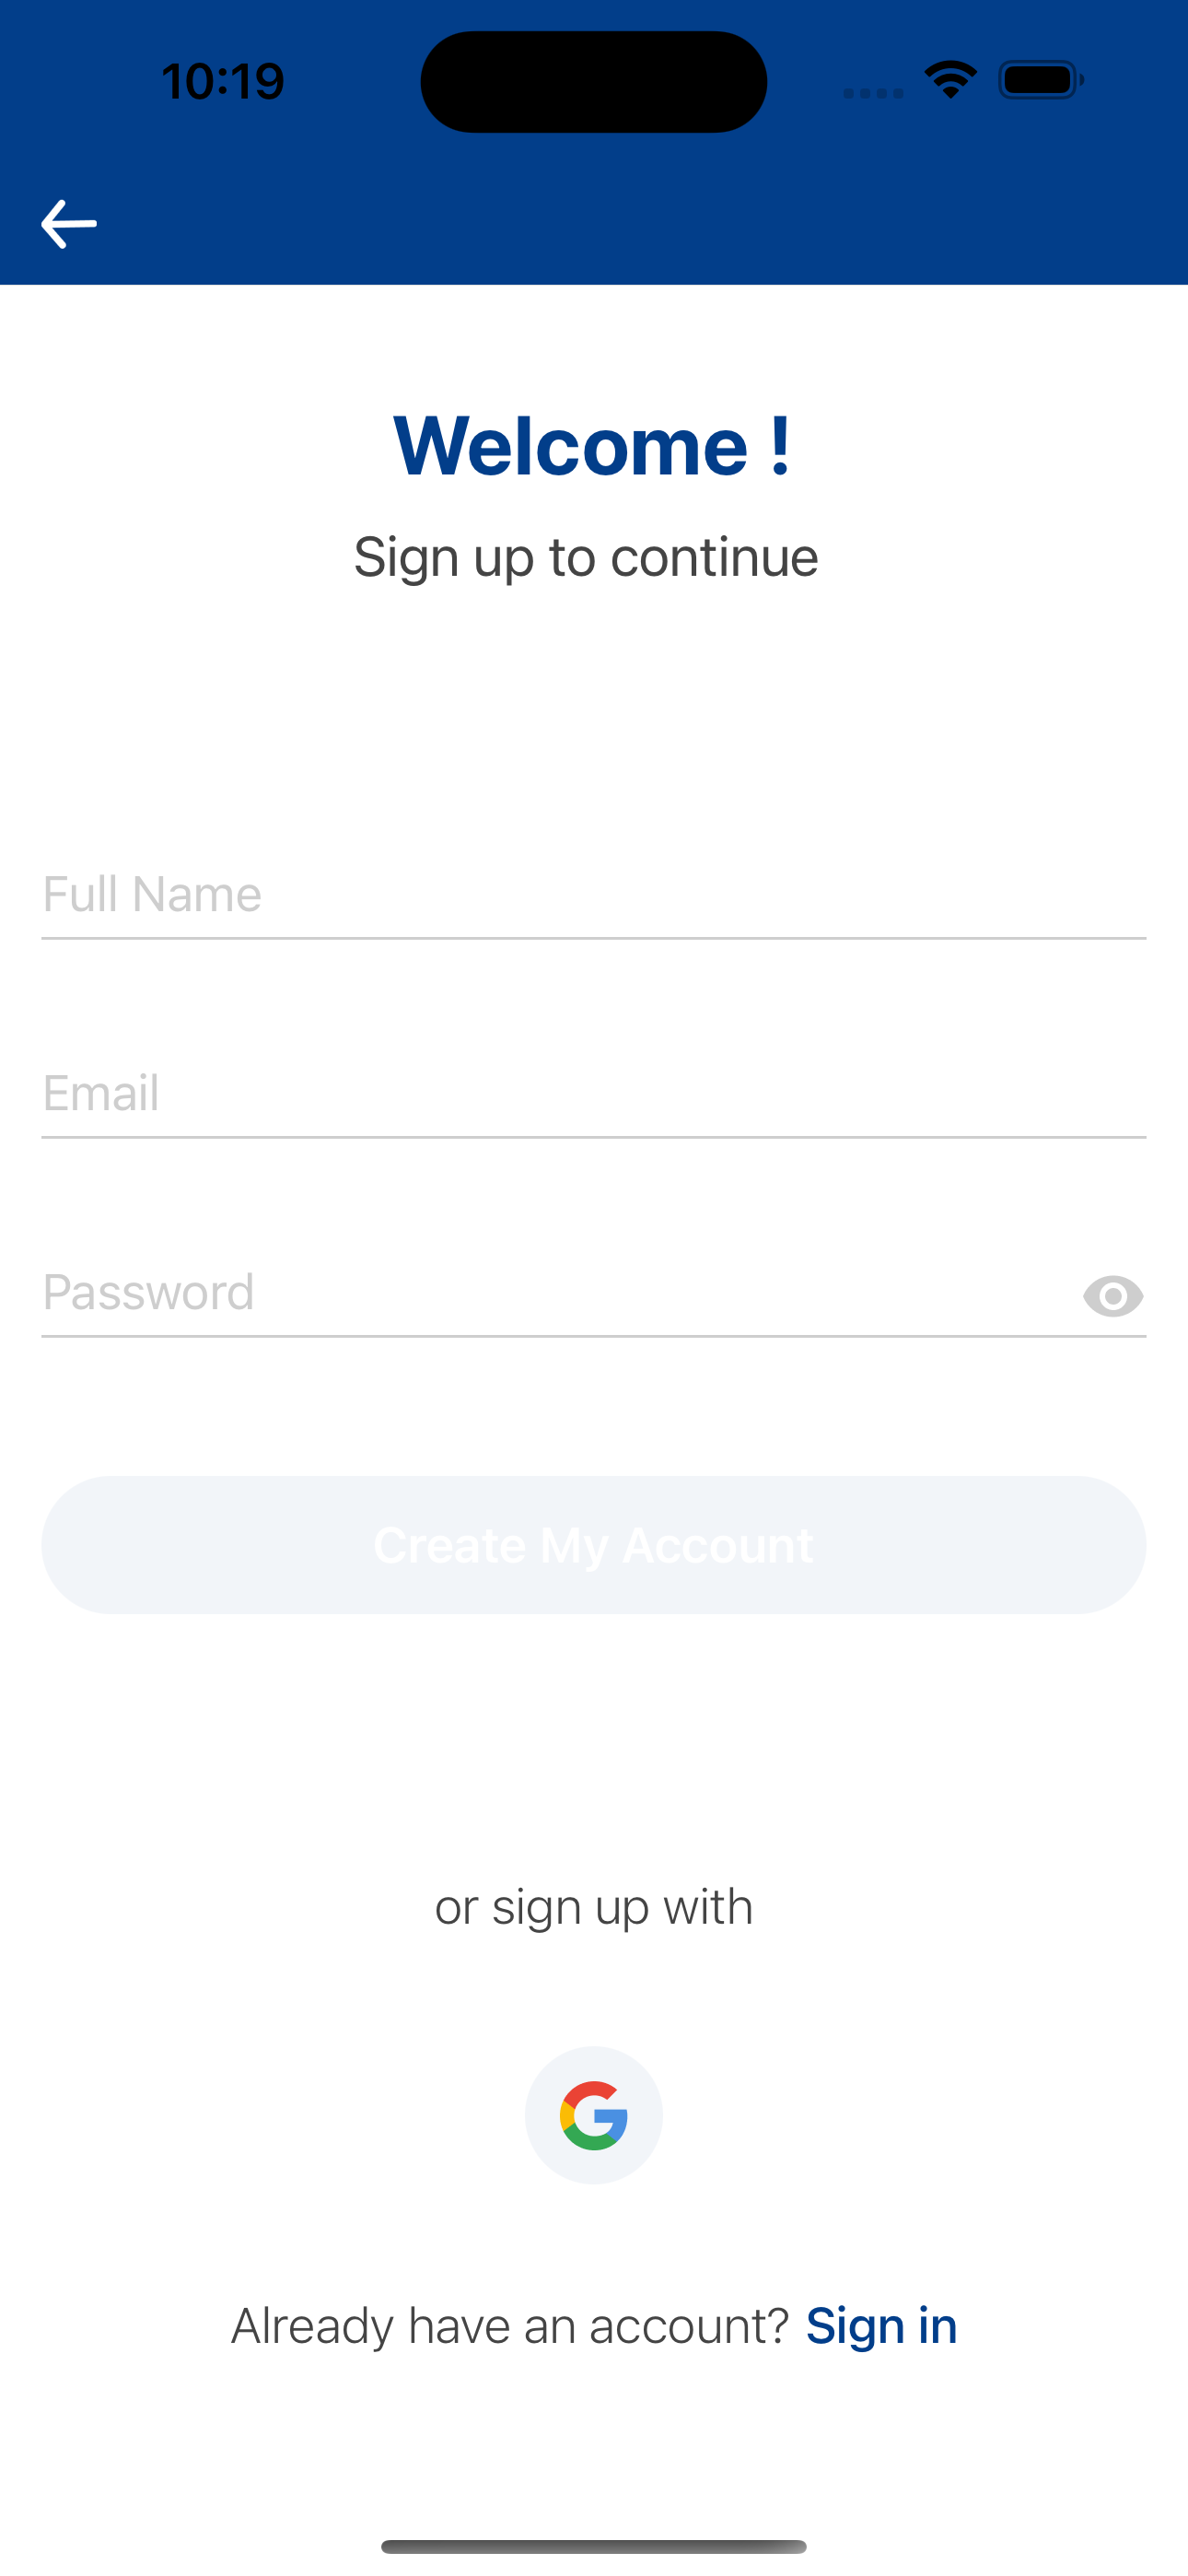 10:19
Welcome !
Sign up to continue
Full Name
Email
Password
Create My Account
or sign up with
Already have an account? Sign in